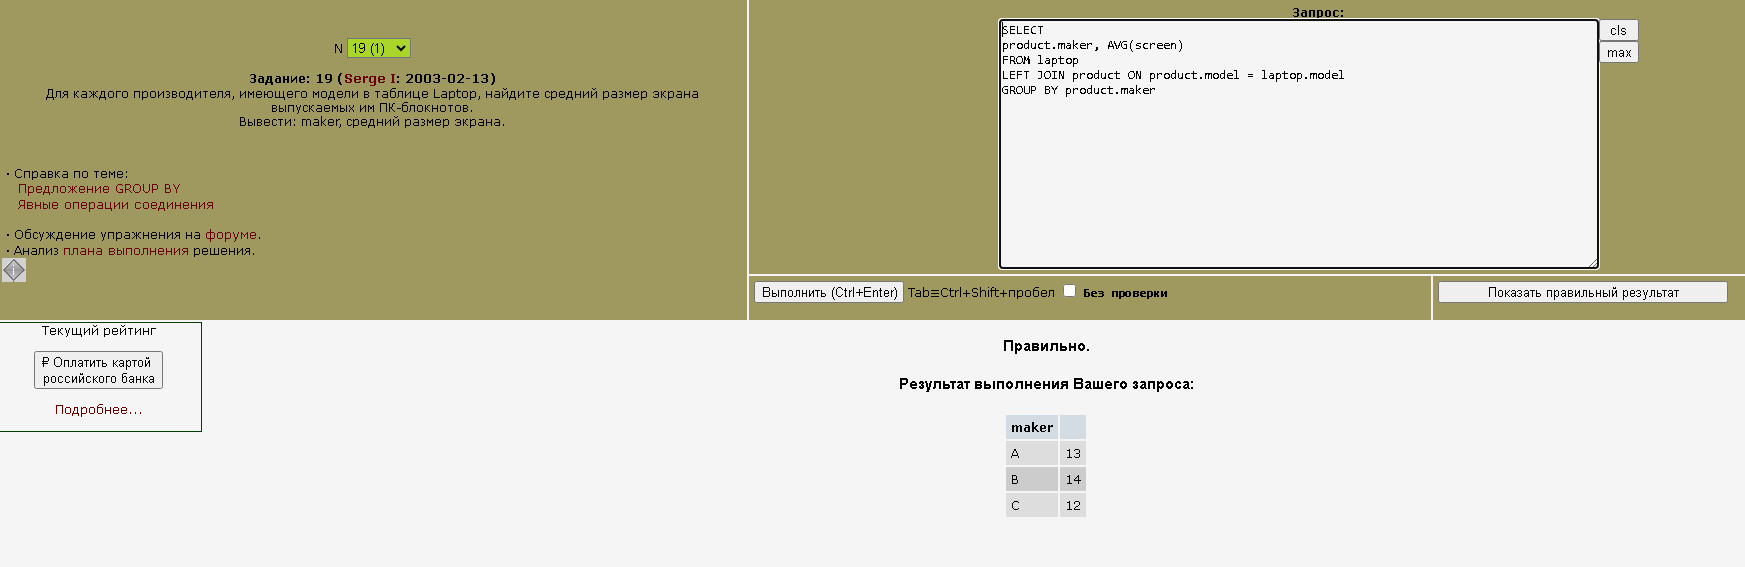 N 19 (1)
Задание: 19 (Serge I: 2003-02-13)
Для каждого производителя, имеющего модели в таблице Laptop, найдите средний размер экрана
выпускаемых им ПК-блокнотов.
Вывести: maker, средний размер экрана.
· Справка по теме:
Предложение GROUP BY
Явные операции соединения
· Обсуждение упражнения на форуме.
· Анализ плана выполнения решения.
Запрос:
SELECT
product.maker, AVG(screen)
FROM laptop
LEFT JOIN product ON product.model = laptop.model
GROUP BY product.maker
cls
max
Выполнить (Ctrl+Enter) Tab≡Ctrl+Shift+пробел Без проверки
Показать правильный результат
Текущий рейтинг
₽ Оплатить картой
российского банка
Подробнее...
Правильно.
Результат выполнения Вашего запроса:
maker
A 13
B 14
C 12